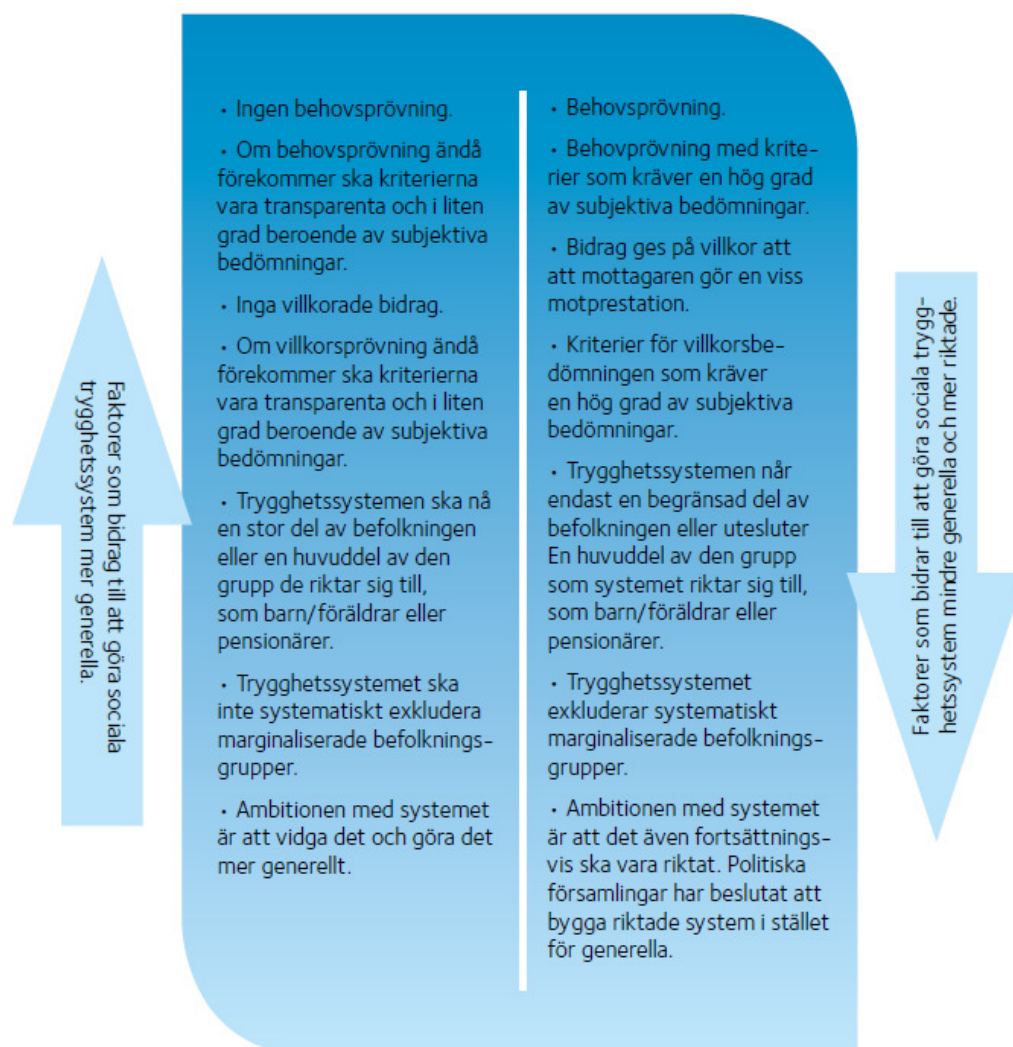 Faktorer som bidrag till att göra sociala
trygghetssystem mer generella.
• Ingen behovsprövning.
• Om behovsprövning ändå
förekommer ska kriterierna
vara transparenta och i liten
grad beroende av subjektiva
bedömningar.
• Inga villkorade bidrag.
• Om villkorsprövning ändå
förekommer ska kriterierna
vara transparenta och i liten
grad beroende av subjektiva
bedömningar.
• Trygghetssystemen ska nå
en stor del av befolkningen
eller en huvuddel av den
grupp de riktar sig till,
som barn/föräldrar eller
pensionärer.
• Trygghetssystemet ska
inte systematiskt exkludera
marginaliserade befolknings-
grupper.
• Ambitionen med systemet
är att vidga det och göra det
mer generellt.
• Behovsprövning.
• Behovprövning med krite-
rier som kräver en hög grad
av subjektiva bedömningar.
• Bidrag ges på villkor att
att mottagaren gör en viss
motprestation.
• Kriterier för villkorsbe-
dömningen som kräver
en hög grad av subjektiva
bedömningar.
• Trygghetssystemen når
endast en begränsad del av
befolkningen eller utesluter
En huvuddel av den grupp
som systemet riktar sig till,
som barn/föräldrar eller
pensionärer.
• Trygghetssystemet
exkluderar systematiskt
marginaliserade befolknings-
grupper.
• Ambitionen med systemet
är att det även fortsättnings-
vis ska vara riktat. Politiska
församlingar har beslutat att
bygga riktade system i stället
för generella.
Faktorer som bidrar till att göra sociala trygg-
hetssystem mindre generella och mer riktade.